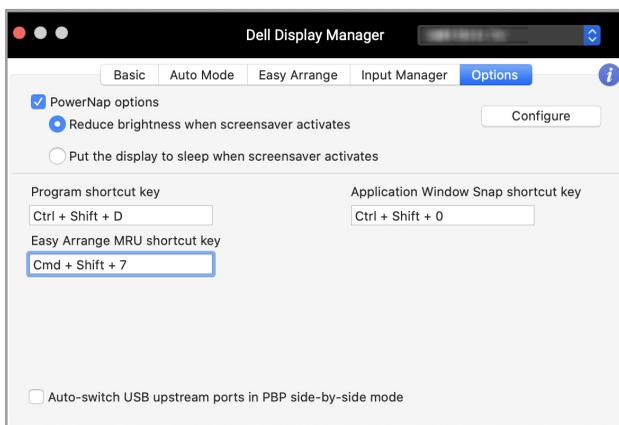 Dell Display Manager
Basic
Auto Mode
Easy Arrange
Input Manager
Options
i
PowerNap options
Configure
Reduce brightness when screensaver activates
Put the display to sleep when screensaver activates
Program shortcut key
Application Window Snap shortcut key
Ctrl + Shift + D
Ctrl + Shift + 0
Easy Arrange MRU shortcut key
Cmd + Shift + 7
Auto-switch USB upstream ports in PBP side-by-side mode